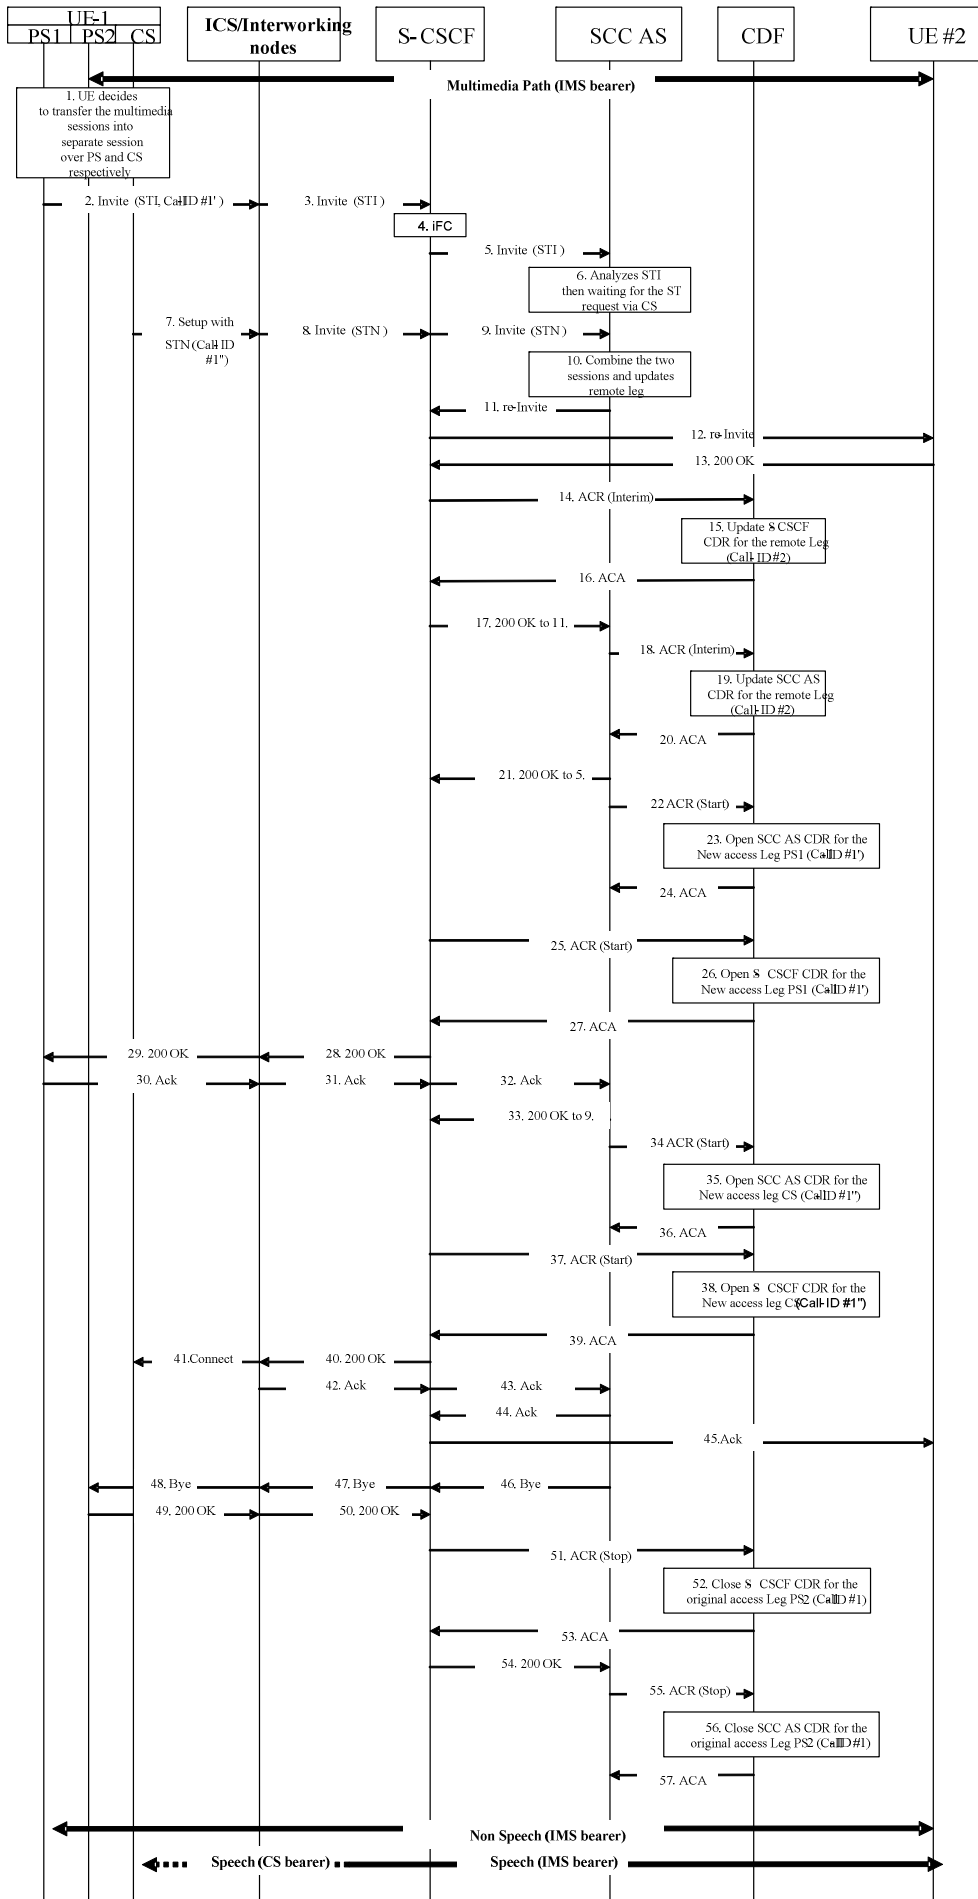 UE-1
PS1 PS2 CS
ICS/Interworking
nodes
S-CSCF
SCC AS
CDF
UE #2
Multimedia Path (IMS bearer)
1. UE decides
to transfer the multimedia
sessions into
separate session
over PS and CS
respectively
2. Invite (STI, Call-ID #1')
3. Invite (STI)
4. iFC
5. Invite (STI)
6. Analyzes STI
then waiting for the ST
request via CS
7. Setup with
STN (Call-ID
#1'')
8. Invite (STN)
9. Invite (STN)
10. Combine the two
sessions and updates
remote leg
11. re-Invite
12. re-Invite
13. 200 OK
14. ACR (Interim)
15. Update S-CSCF
CDR for the remote Leg
(Call-ID #2)
16. ACA
17. 200 OK to 11.
18. ACR (Interim)
19. Update SCC AS
CDR for the remote Leg
(Call-ID #2)
20. ACA
21. 200 OK to 5.
22 ACR (Start)
23. Open SCC AS CDR for the
New access Leg PS1 (Call-ID #1')
24. ACA
25. ACR (Start)
26. Open S-CSCF CDR for the
New access Leg PS1 (Call-ID #1')
27. ACA
28. 200 OK
29. 200 OK
30. Ack
31. Ack
32. Ack
33. 200 OK to 9.
34 ACR (Start)
35. Open SCC AS CDR for the
New access leg CS (Call-ID #1'')
36. ACA
37. ACR (Start)
38. Open S-CSCF CDR for the
New access leg CS (Call-ID #1'')
39. ACA
40. 200 OK
41.Connect
42. Ack
43. Ack
44. Ack
45.Ack
46. Bye
47. Bye
48. Bye
49. 200 OK
50. 200 OK
51. ACR (Stop)
52. Close S-CSCF CDR for the
original access Leg PS2 (Call-ID #1)
53. ACA
54. 200 OK
55. ACR (Stop)
56. Close SCC AS CDR for the
original access Leg PS2 (Call-ID #1)
57. ACA
Non Speech (IMS bearer)
Speech (CS bearer)
Speech (IMS bearer)